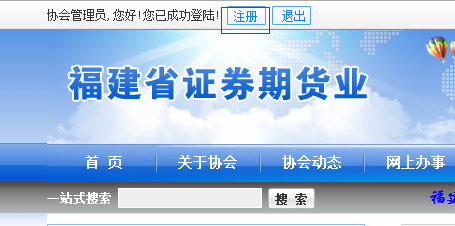 协会管理员,您好!您已成功登陆! 注册 退出
福建省证券期货业
首 页 关于协会 协会动态 网上办事
一站式搜索 搜 索 福建